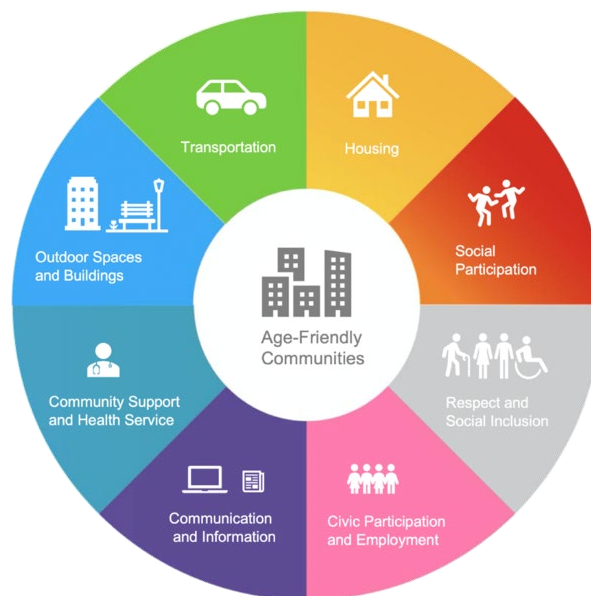 Transportation
Housing
Social
Participation
Respect and
Social Inclusion
Civic Participation
and Employment
Communication
and Information
Community Support
and Health Service
Outdoor Spaces
and Buildings
Age-Friendly
Communities